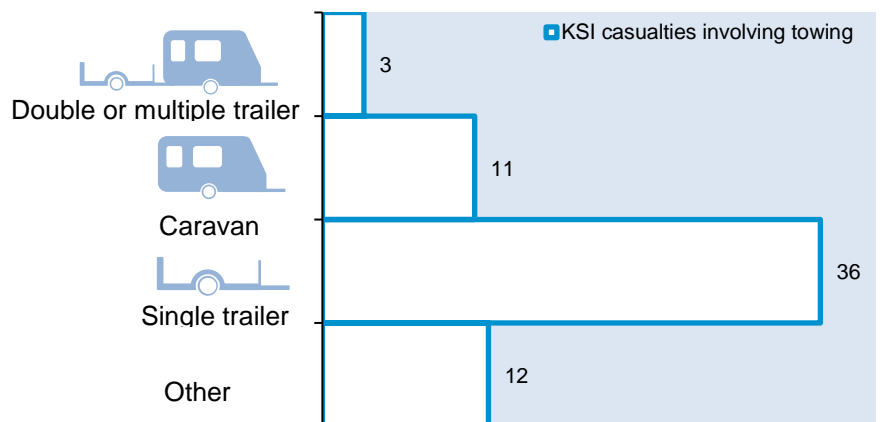 KSI casualties involving towing
3
Double or multiple trailer
11
Caravan
36
Single trailer
12
Other